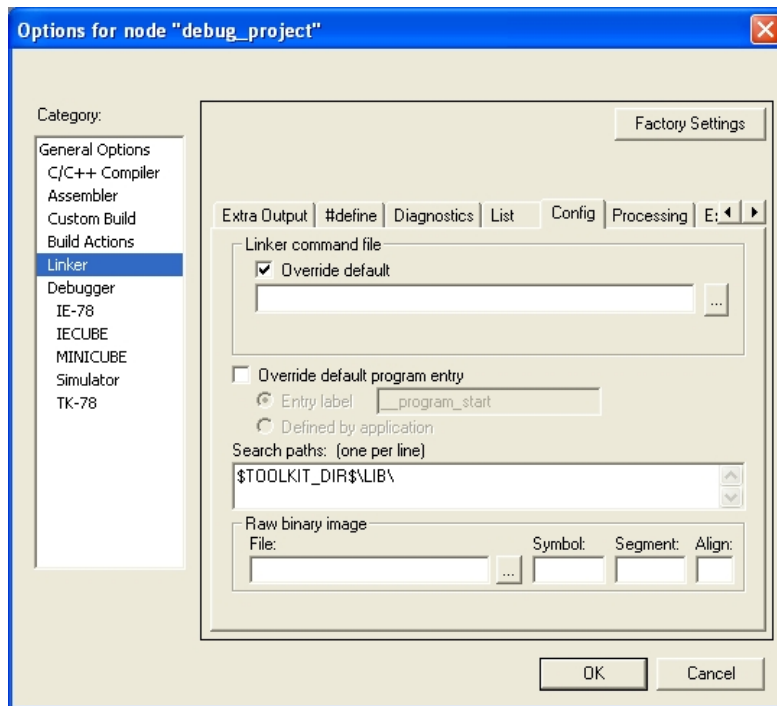 Options for node "debug_project"
Category:
Factory Settings
General Options
C/C++ Compiler
Assembler
Custom Build
Build Actions
Linker
Debugger
IE-78
IECUBE
MINICUBE
Simulator
TK-78
Extra Output #define Diagnostics List Config Processing
Linker command file
Override default
...
Override default program entry
Entry label __program_start
Defined by application
Search paths: (one per line)
$TOOLKIT_DIR$\LIB\
Raw binary image
File: Symbol: Segment: Align:
...
OK Cancel